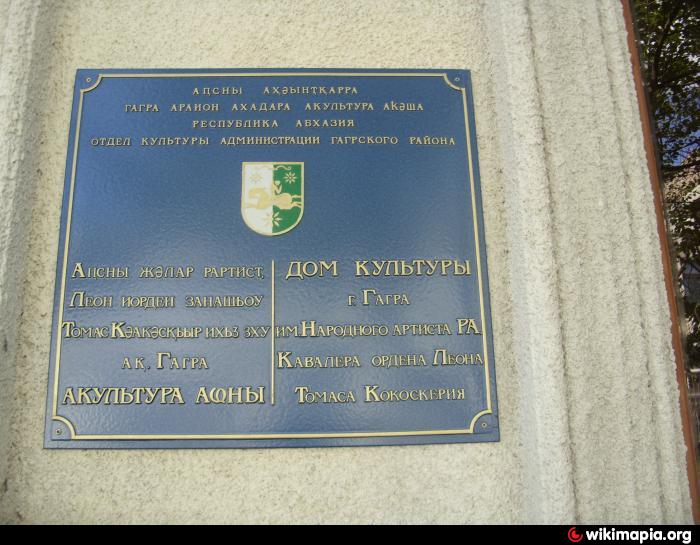 АԤСНЫ АҲӘЫНҬҚАРРА
ГАГРА АРАИОН АХАДАРА АКУЛЬТУРА АҞӘША
РЕСПУБЛИКА АБХАЗИЯ
ОТДЕЛ КУЛЬТУРЫ АДМИНИСТРАЦИИ ГАГРСКОГО РАЙОНА
АԤСНЫ ЖӘЛАР РАРТИСТ,
ЛЕОН ИОРДЕН ЗАНАШЬОУ
ТОМАС КӘАКӘСКЬЫР ИХЬӠ ЗХУ
АҚ. ГАГРА
АКУЛЬТУРА АҨНЫ
ДОМ КУЛЬТУРЫ
Г. ГАГРА
ИМ. НАРОДНОГО АРТИСТА РА,
КАВАЛЕРА ОРДЕНА ЛЕОНА
ТОМАСА КОКОСКЕРИЯ
wikimapia.org